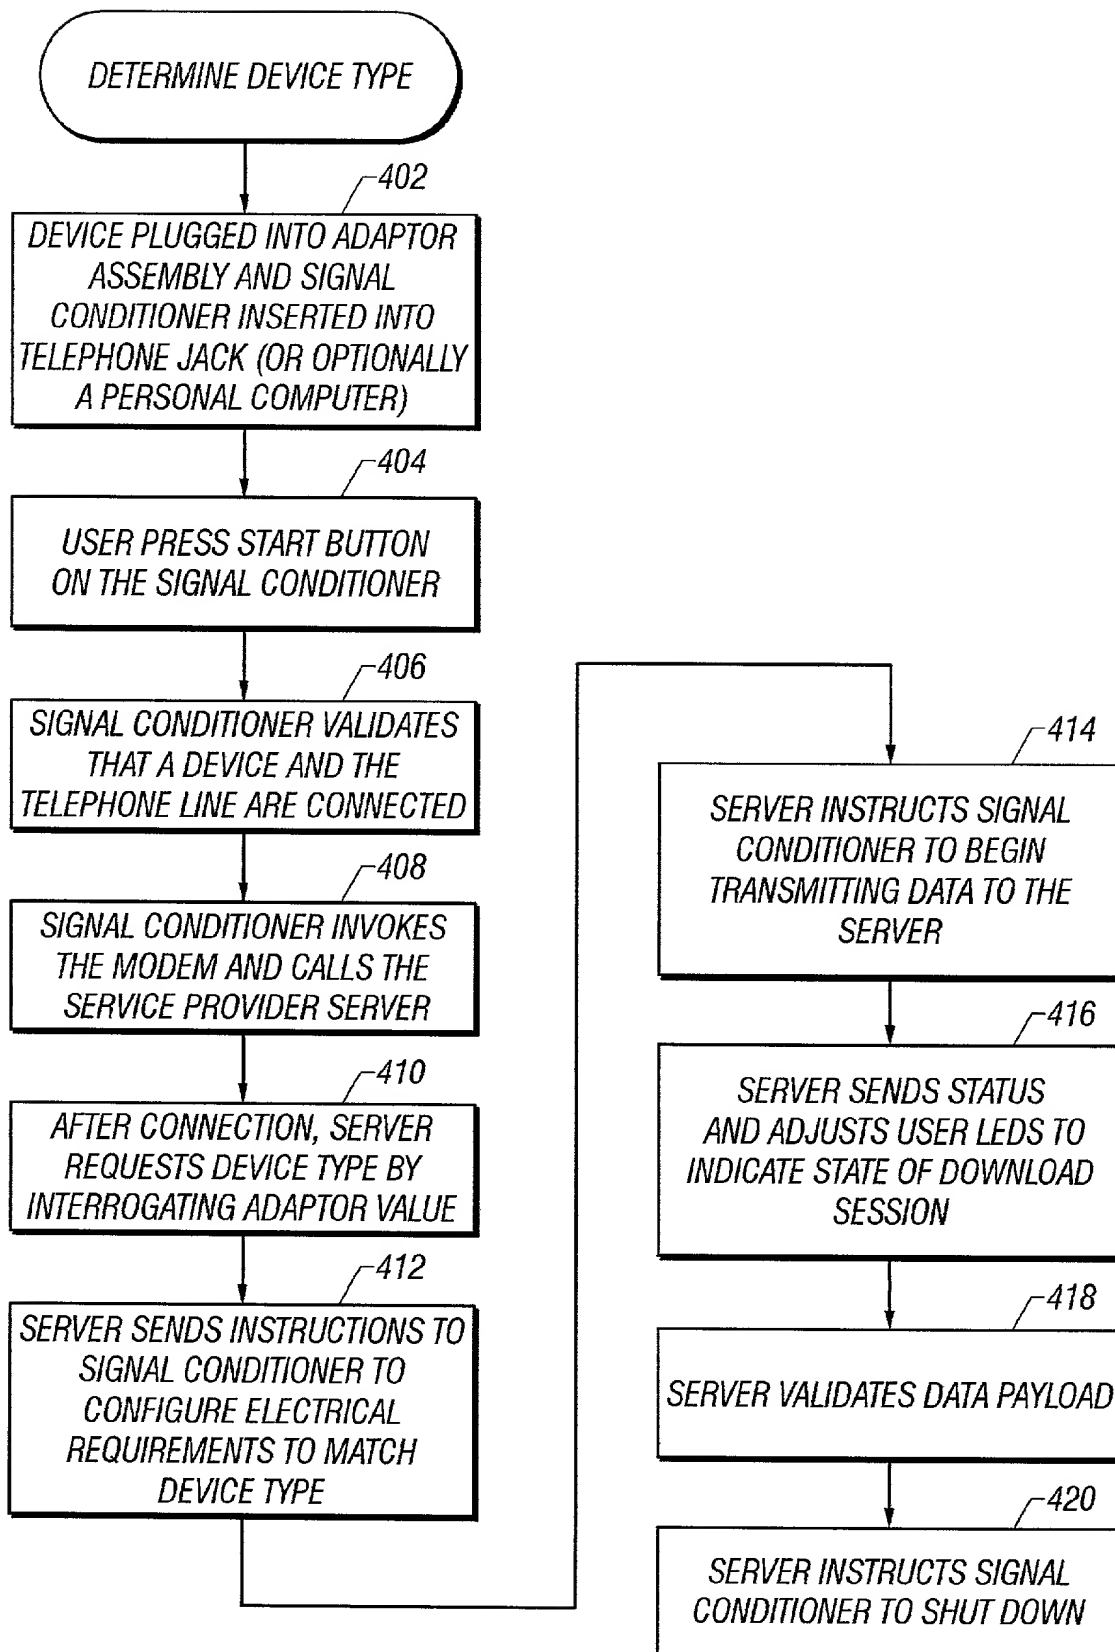 DETERMINE DEVICE TYPE
402
DEVICE PLUGGED INTO ADAPTOR
ASSEMBLY AND SIGNAL
CONDITIONER INSERTED INTO
TELEPHONE JACK (OR OPTIONALLY
A PERSONAL COMPUTER)
404
USER PRESS START BUTTON
ON THE SIGNAL CONDITIONER
406
SIGNAL CONDITIONER VALIDATES
THAT A DEVICE AND THE
TELEPHONE LINE ARE CONNECTED
408
SIGNAL CONDITIONER INVOKES
THE MODEM AND CALLS THE
SERVICE PROVIDER SERVER
410
AFTER CONNECTION, SERVER
REQUESTS DEVICE TYPE BY
INTERROGATING ADAPTOR VALUE
412
SERVER SENDS INSTRUCTIONS TO
SIGNAL CONDITIONER TO
CONFIGURE ELECTRICAL
REQUIREMENTS TO MATCH
DEVICE TYPE
414
SERVER INSTRUCTS SIGNAL
CONDITIONER TO BEGIN
TRANSMITTING DATA TO THE
SERVER
416
SERVER SENDS STATUS
AND ADJUSTS USER LEDS TO
INDICATE STATE OF DOWNLOAD
SESSION
418
SERVER VALIDATES DATA PAYLOAD
420
SERVER INSTRUCTS SIGNAL
CONDITIONER TO SHUT DOWN